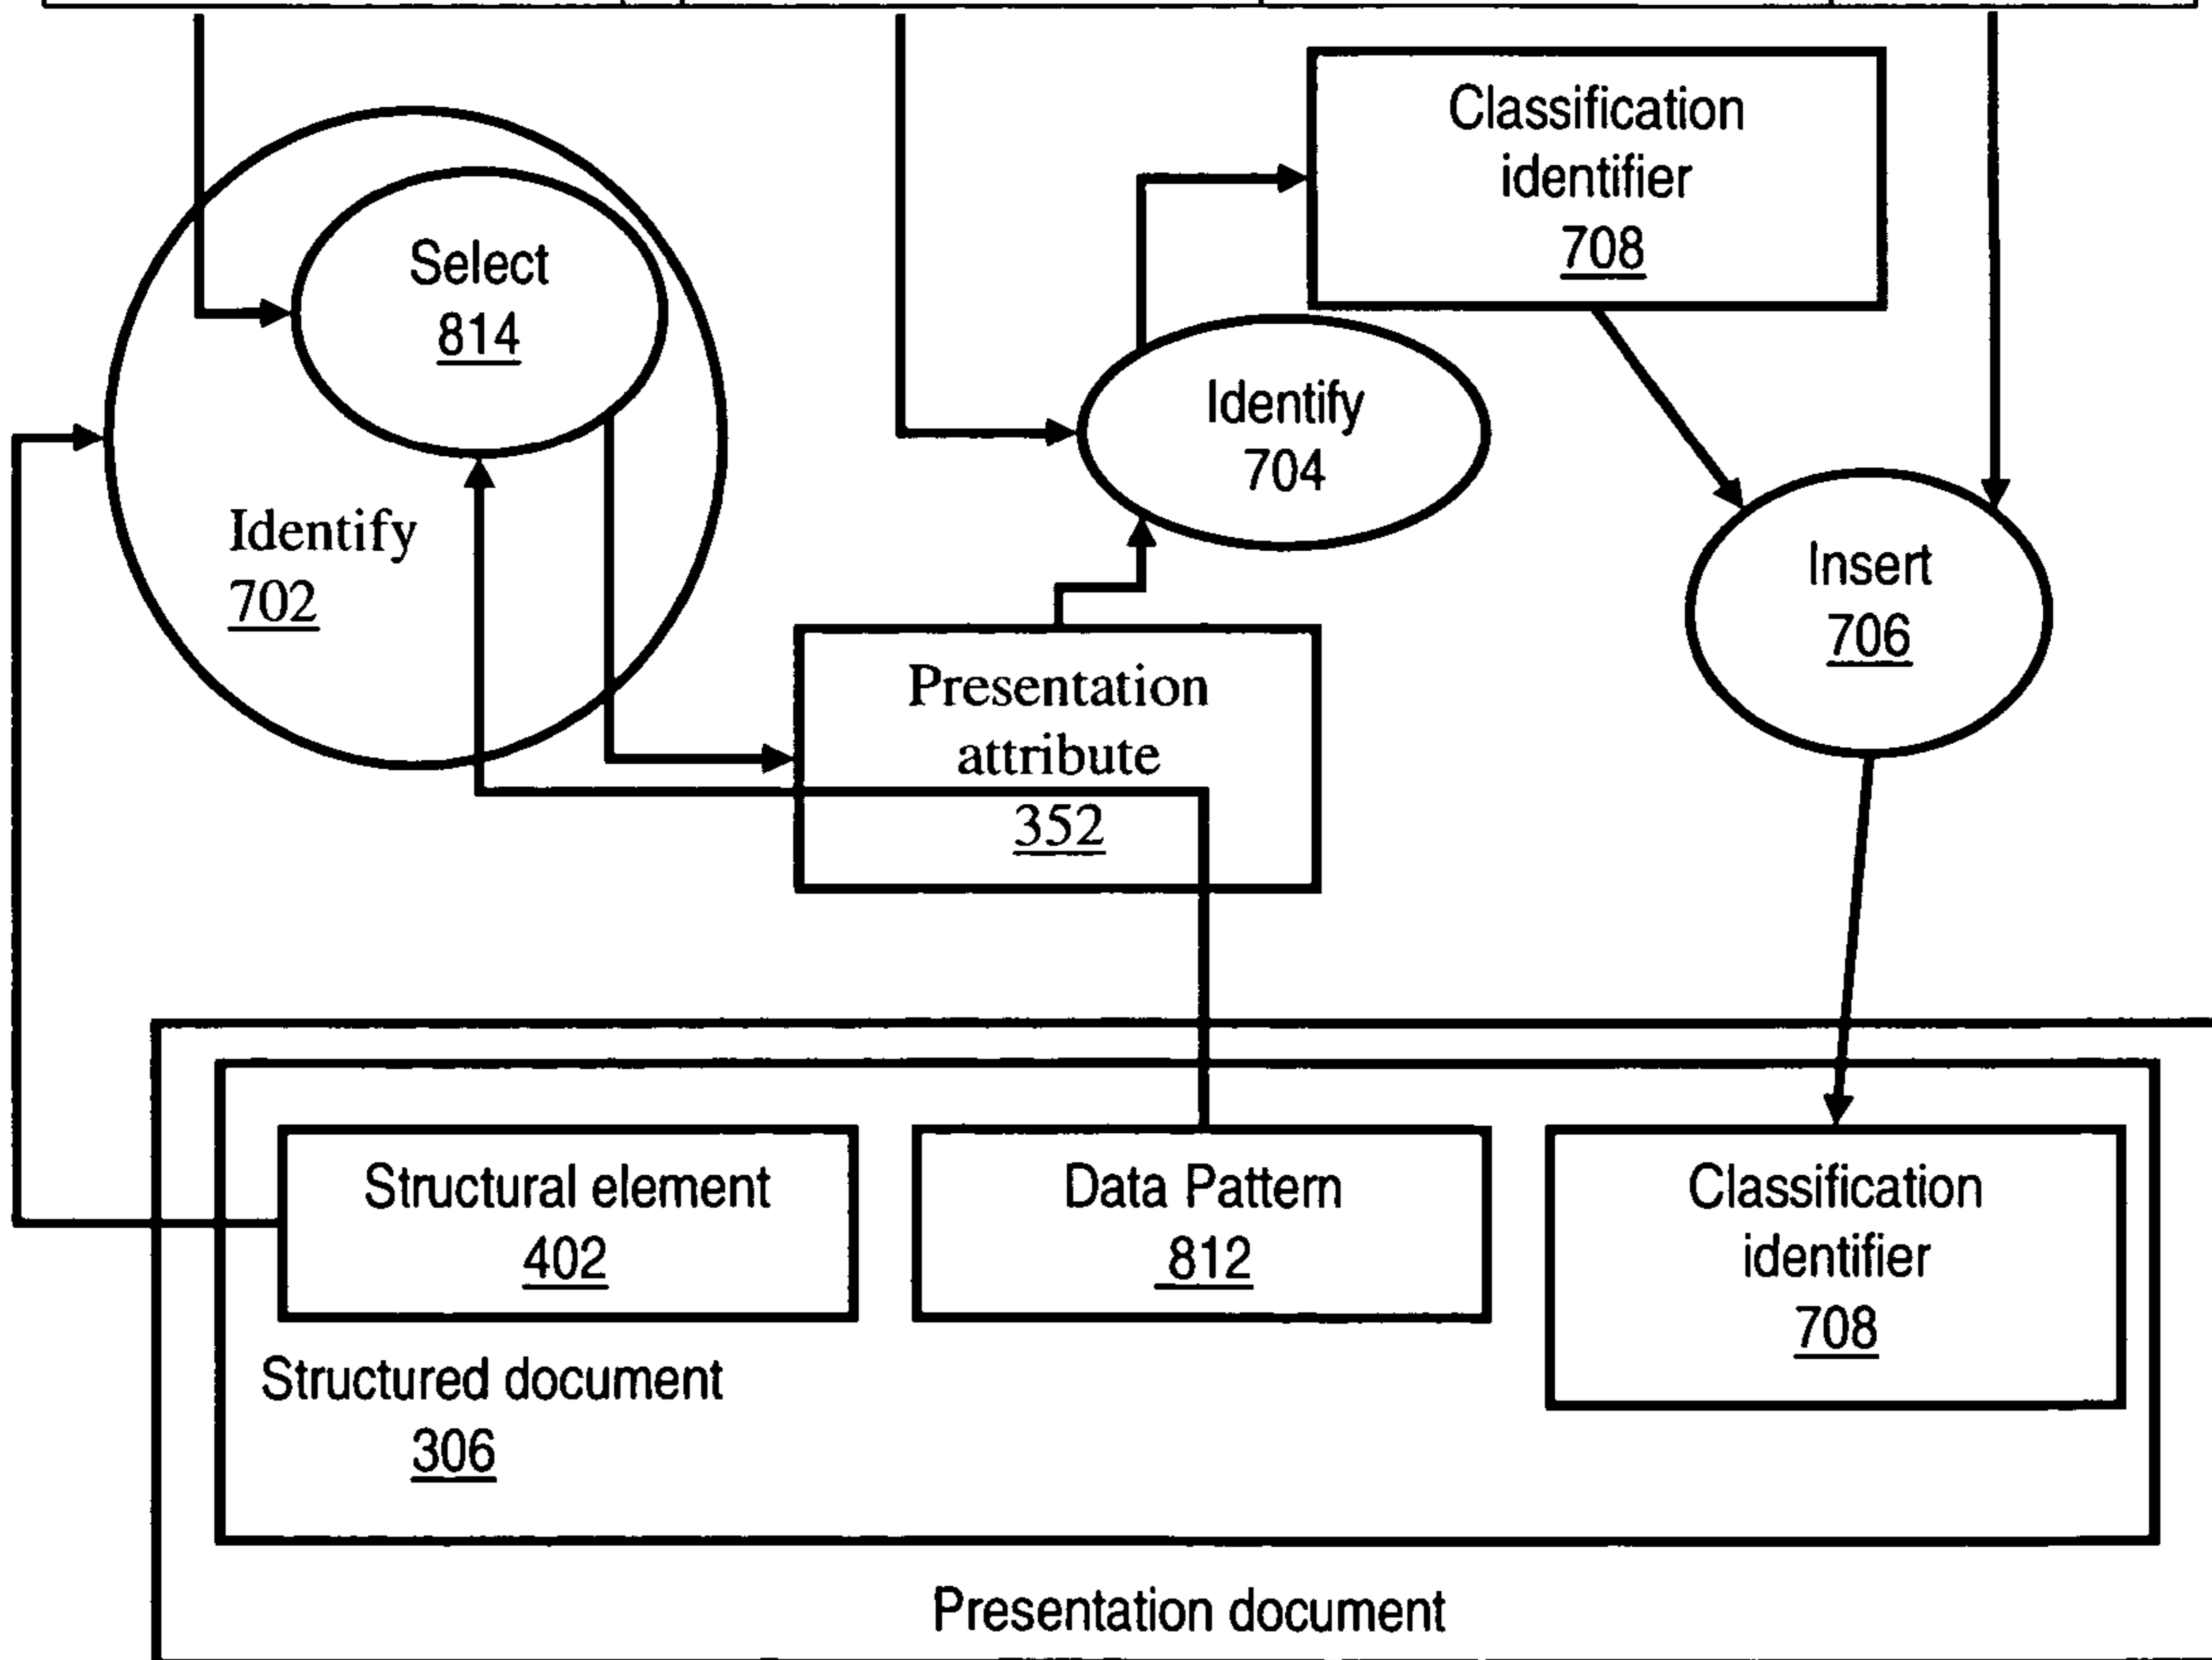 Classification
identifier
708
Select
814
Identify
704
Identify
702
Insert
706
Presentation
attribute
352
Structural element
402
Data Pattern
812
Classification
identifier
708
Structured document
306
Presentation document